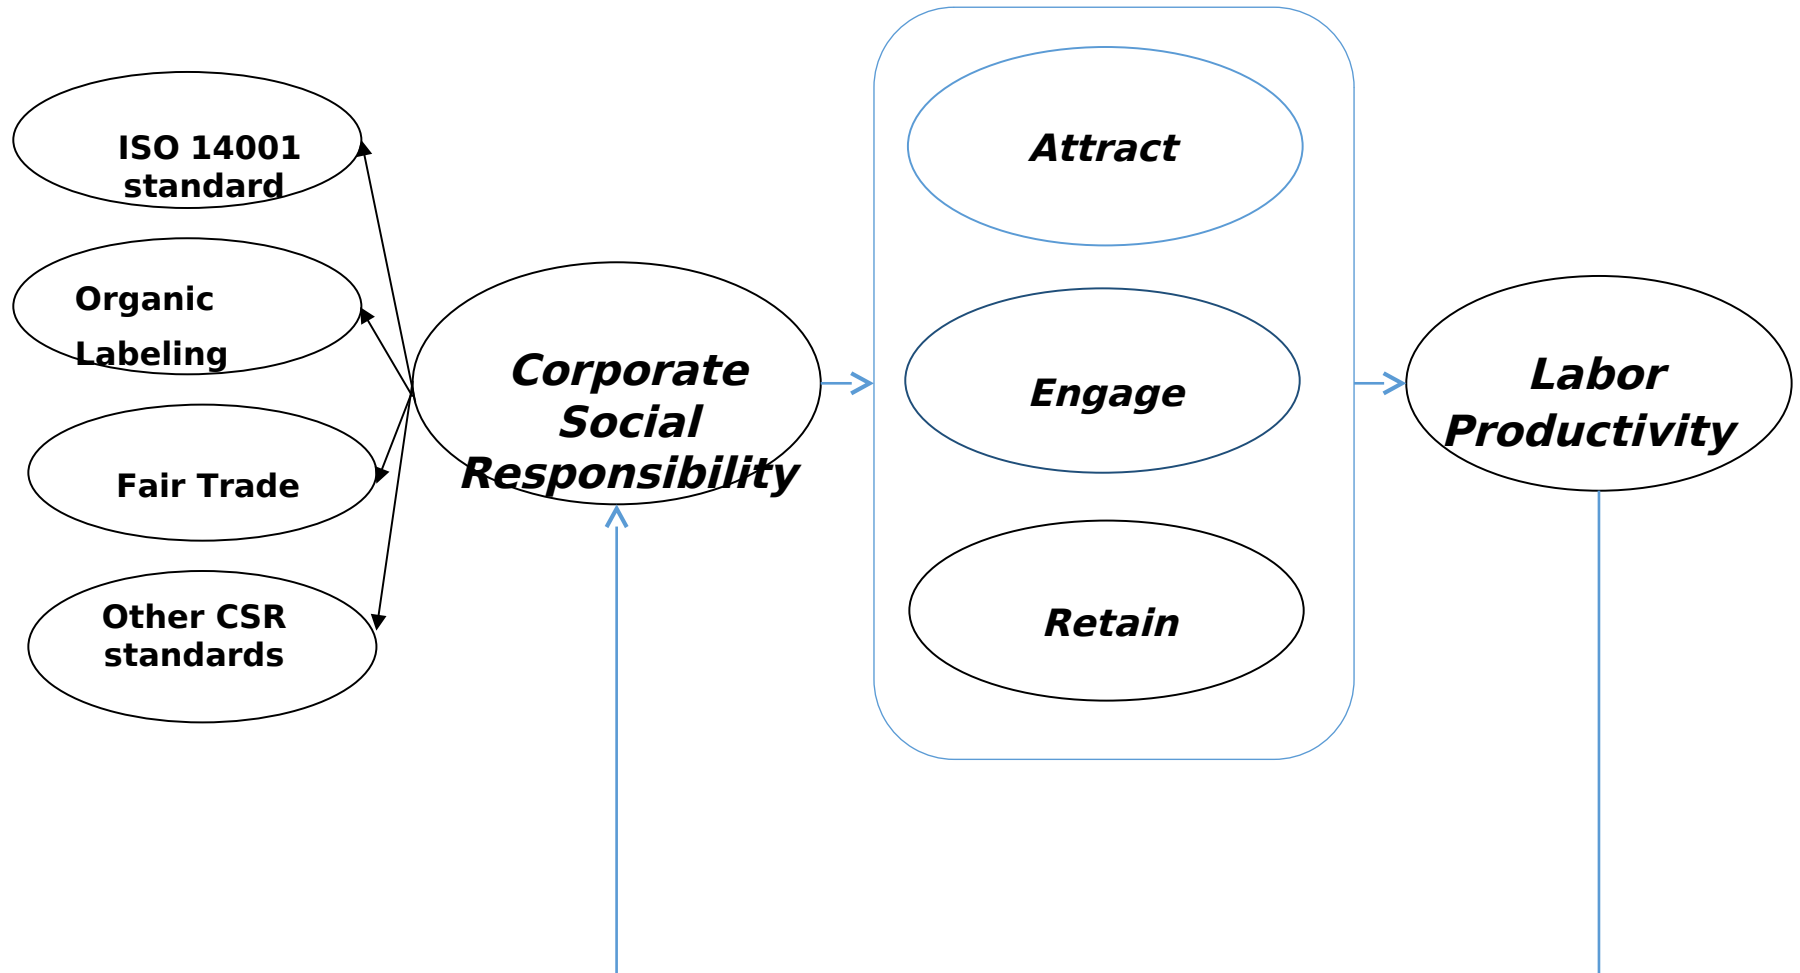 ISO 14001
standard
Organic
Labeling
Fair Trade
Other CSR
standards
Corporate
Social
Responsibility
Attract
Engage
Retain
Labor
Productivity